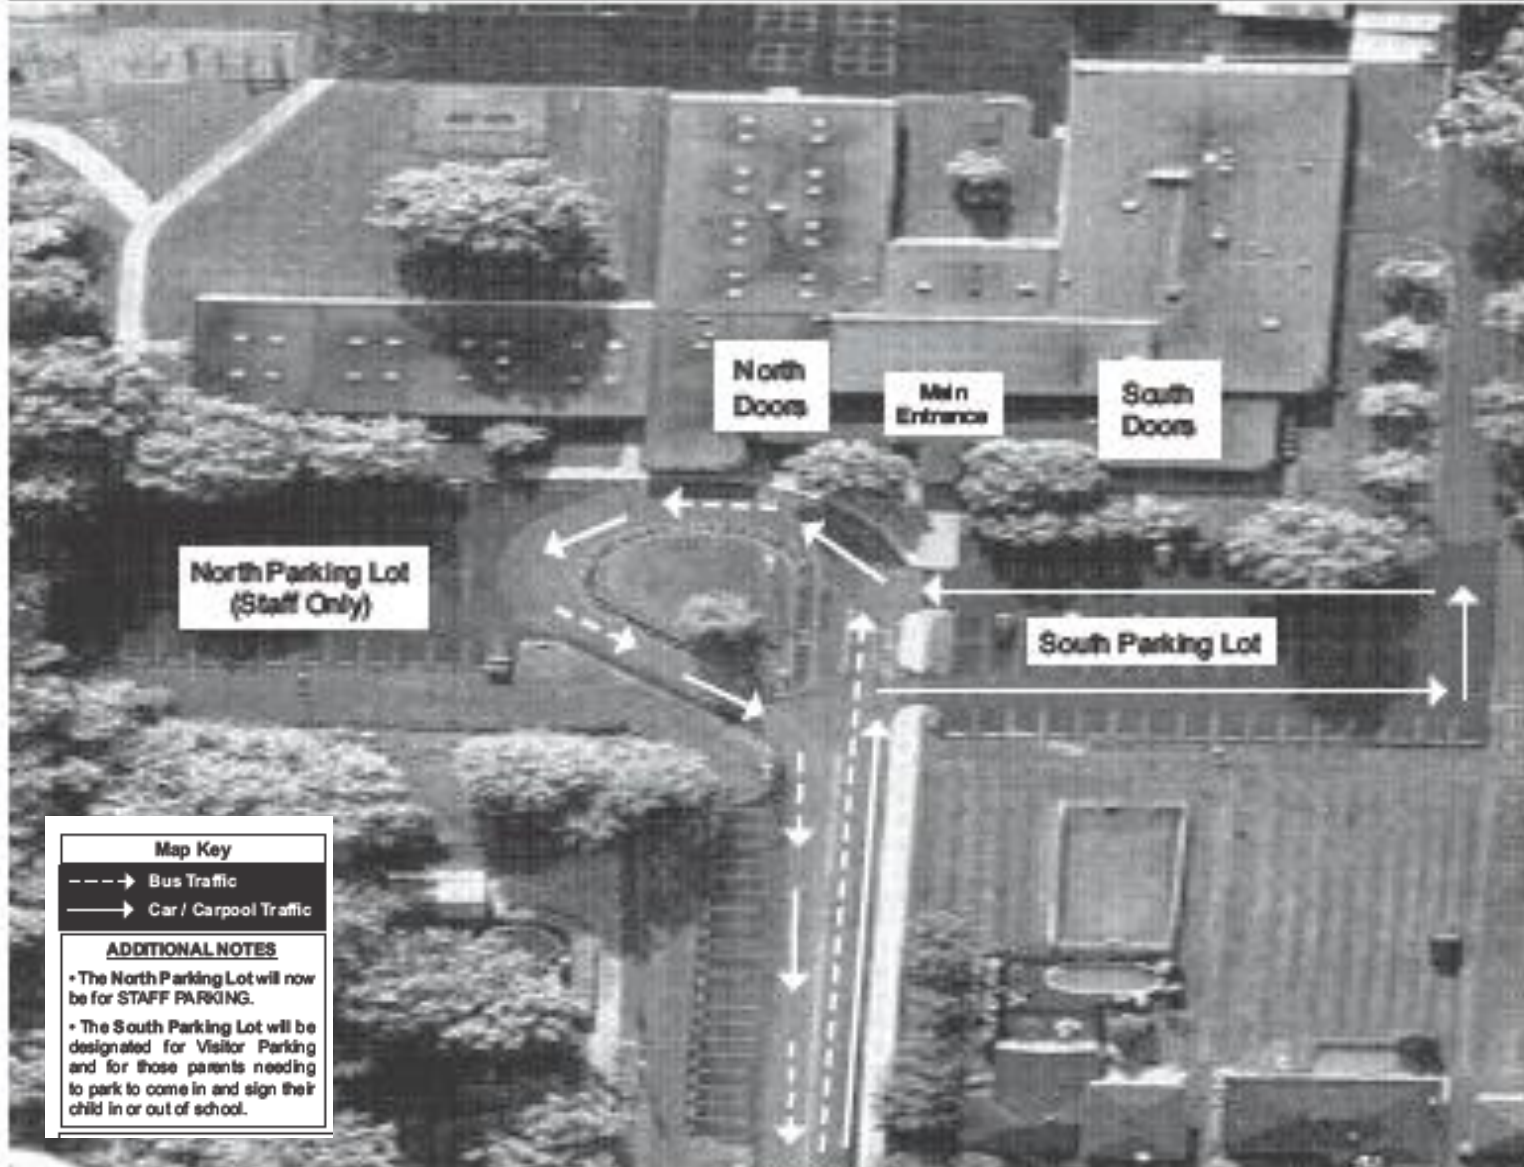 North
Doors
Main
Entrance
South
Doors
North Parking Lot
(Staff Only)
South Parking Lot
Map Key
Bus Traffic
Car / Carpool Traffic
ADDITIONAL NOTES
• The North Parking Lot will now
be for STAFF PARKING.
• The South Parking Lot will be
designated for Visitor Parking
and for those parents needing
to park to come in and sign their
child in or out of school.